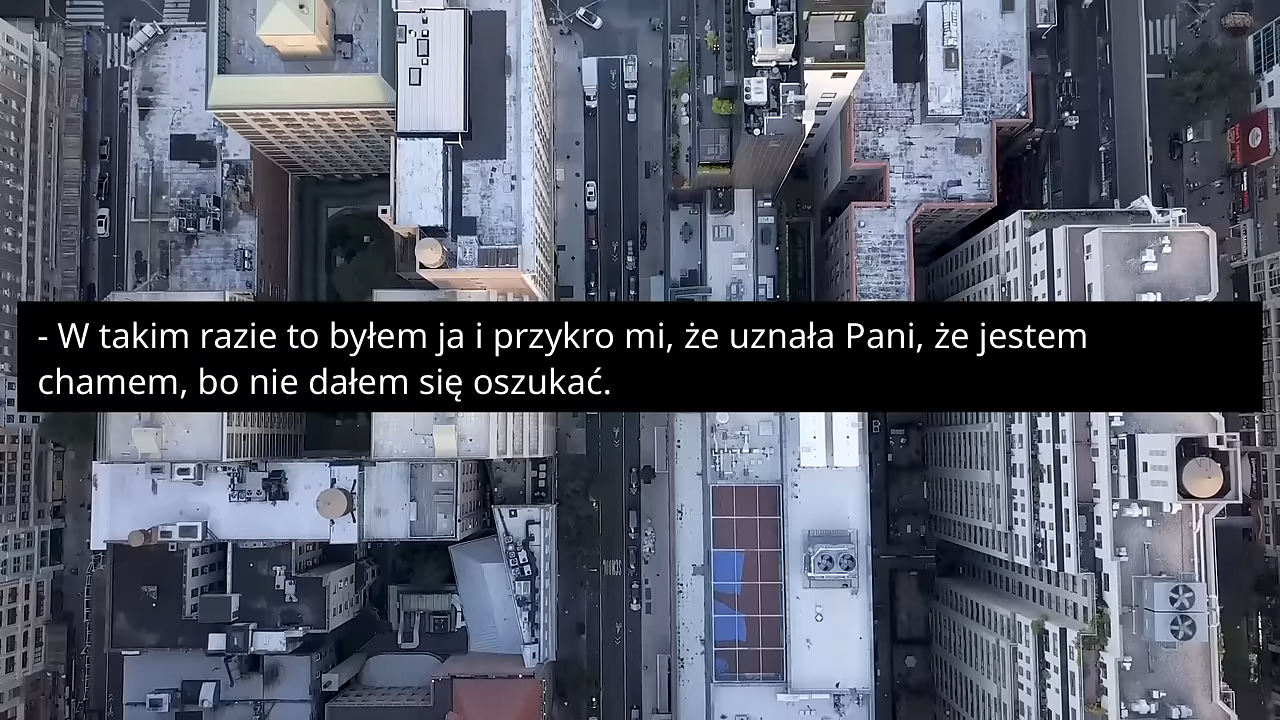 - W takim razie to byłem ja i przykro mi, że uznała Pani, że jestem
chamem, bo nie dałem się oszukać.